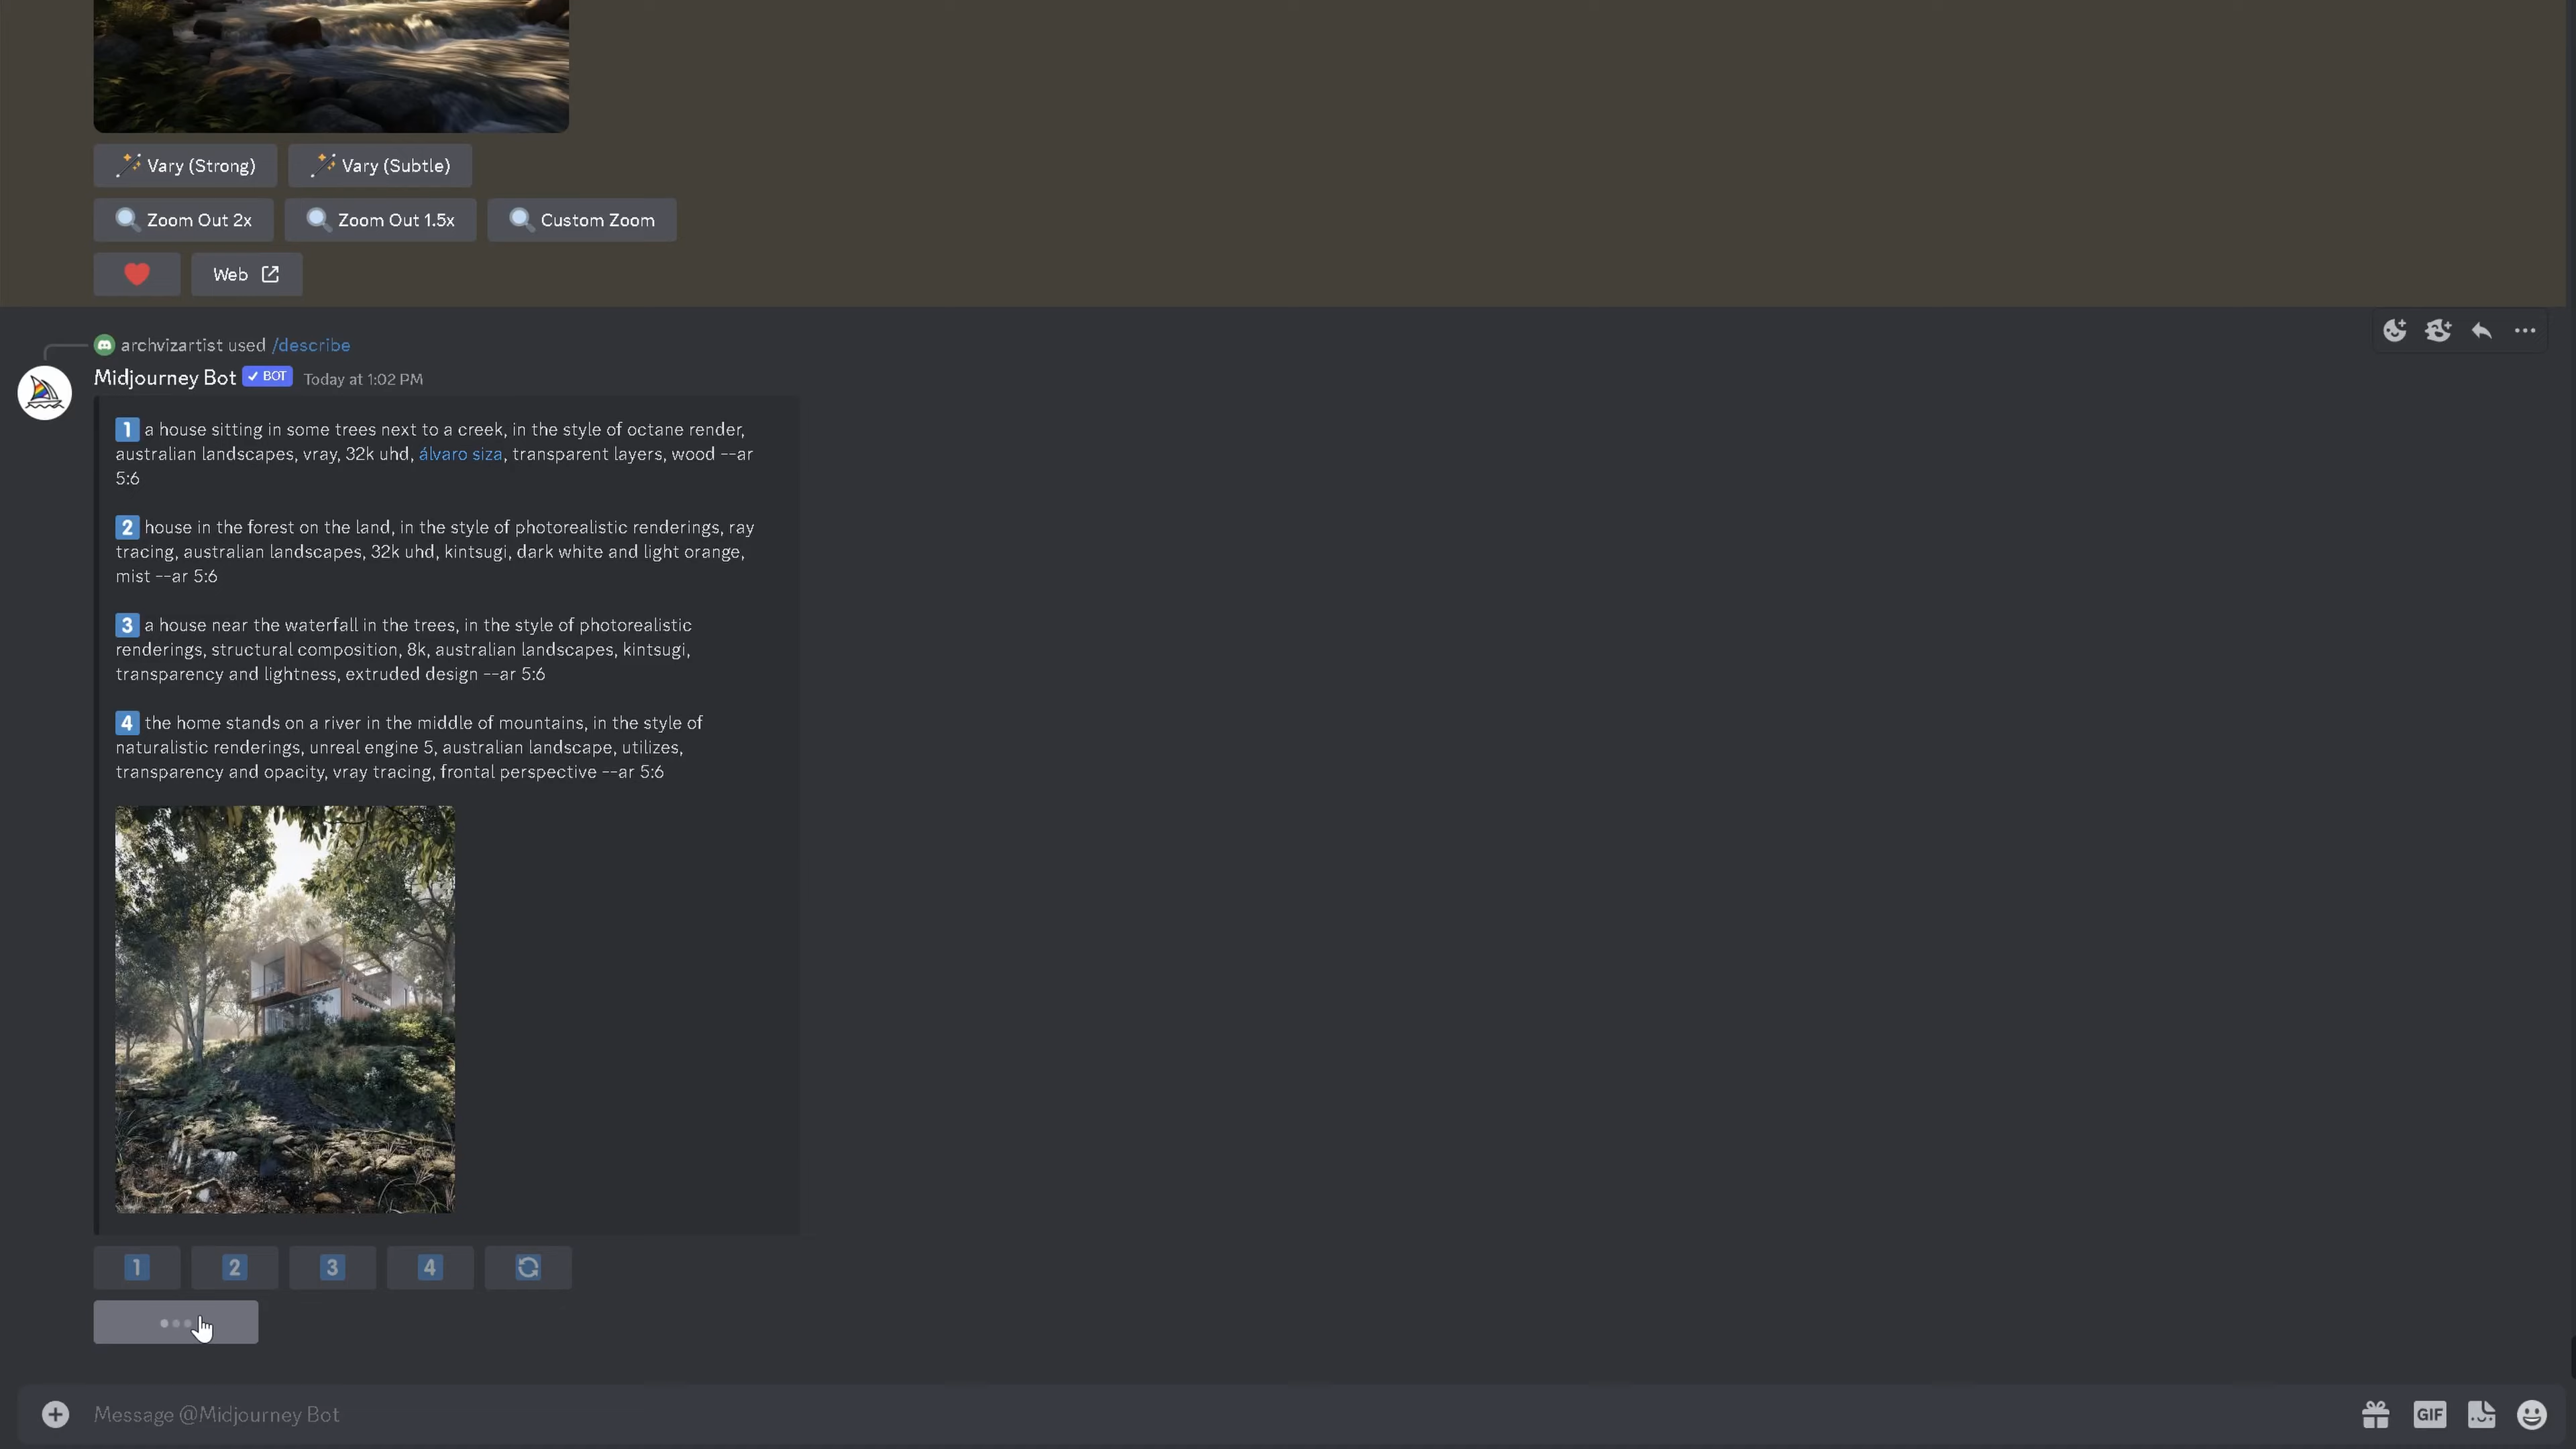 Vary (Strong)
Vary (Subtle)
Zoom Out 2x
Zoom Out 1.5x
Custom Zoom
Web
archvizartist used /describe
Midjourney Bot ✓ BOT Today at 1:02 PM
1 a house sitting in some trees next to a creek, in the style of octane render,
australian landscapes, vray, 32k uhd, álvaro siza, transparent layers, wood --ar
5:6
2 house in the forest on the land, in the style of photorealistic renderings, ray
tracing, australian landscapes, 32k uhd, kintsugi, dark white and light orange,
mist --ar 5:6
3 a house near the waterfall in the trees, in the style of photorealistic
renderings, structural composition, 8k, australian landscapes, kintsugi,
transparency and lightness, extruded design --ar 5:6
4 the home stands on a river in the middle of mountains, in the style of
naturalistic renderings, unreal engine 5, australian landscape, utilizes,
transparency and opacity, vray tracing, frontal perspective --ar 5:6
1
2
3
4
Message @Midjourney Bot
GIF